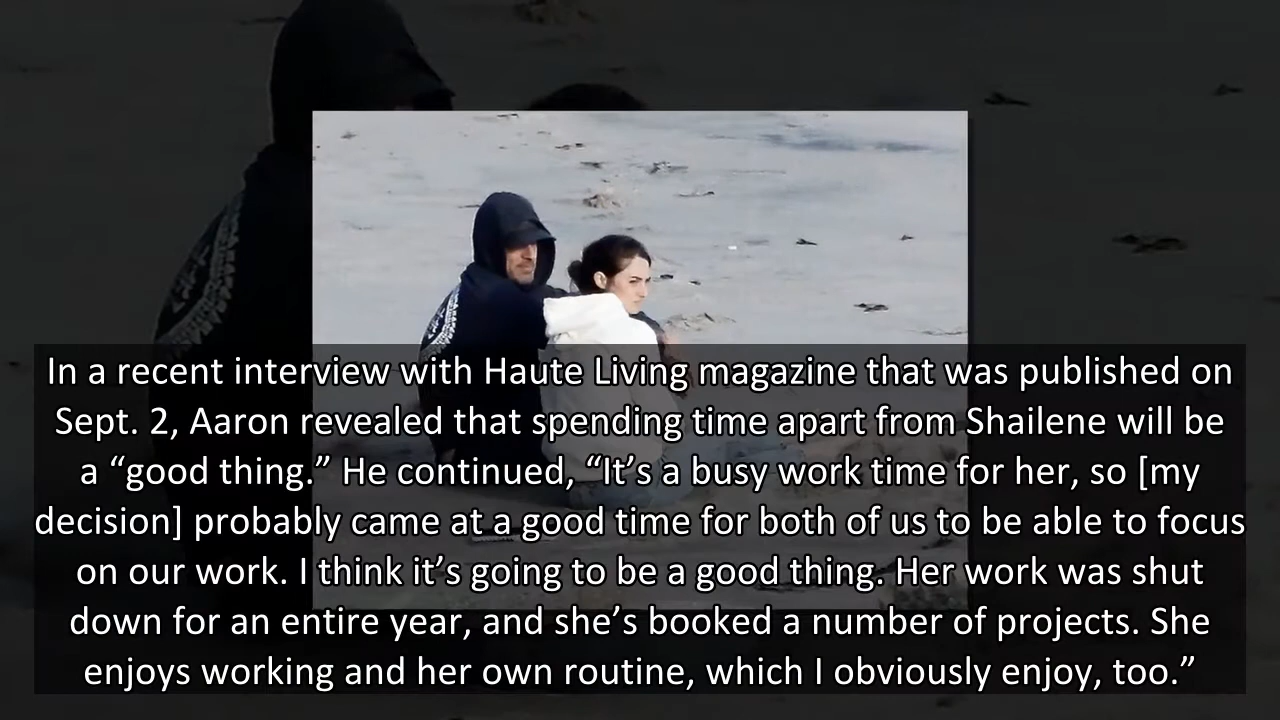 In a recent interview with Haute Living magazine that was published on
Sept. 2, Aaron revealed that spending time apart from Shailene will be
a “good thing.” He continued, “It’s a busy work time for her, so [my
decision] probably came at a good time for both of us to be able to focus
on our work. I think it’s going to be a good thing. Her work was shut
down for an entire year, and she’s booked a number of projects. She
enjoys working and her own routine, which I obviously enjoy, too.”